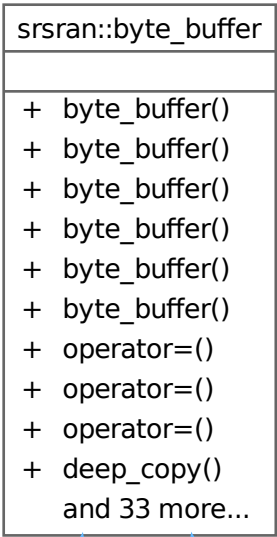 srsran::byte_buffer
+ byte_buffer()
+ byte_buffer()
+ byte_buffer()
+ byte_buffer()
+ byte_buffer()
+ byte_buffer()
+ operator=()
+ operator=()
+ operator=()
+ deep_copy()
and 33 more...